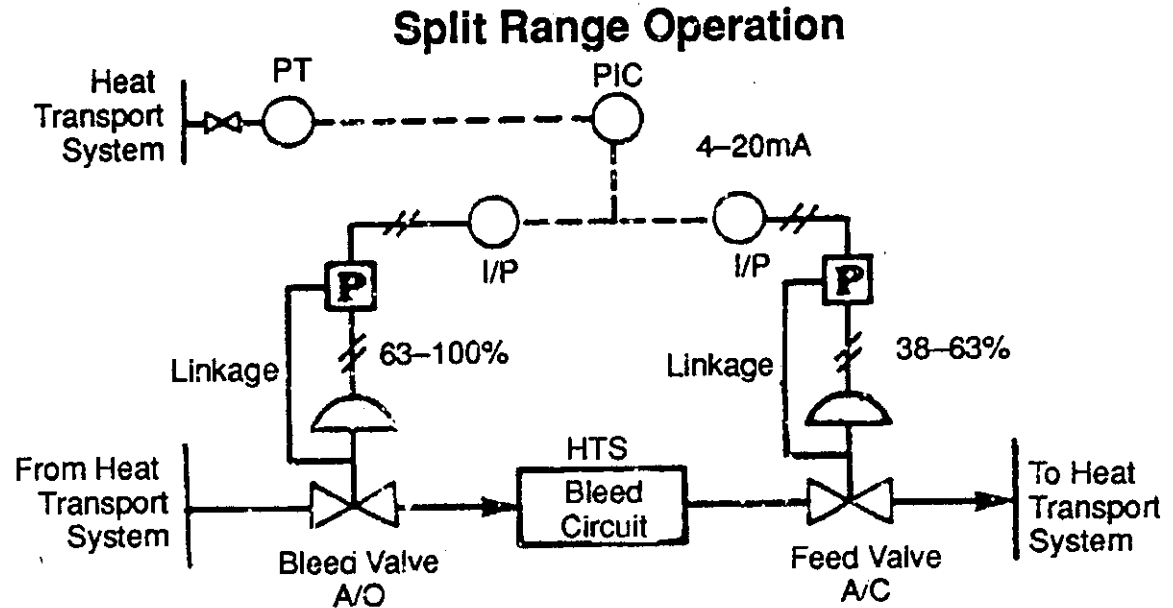 Split Range Operation
Heat
Transport
System
PT
PIC
4–20mA
I/P
I/P
P
P
Linkage
63–100%
Linkage
38–63%
From Heat
Transport
System
HTS
Bleed
Circuit
To Heat
Transport
System
Bleed Valve
A/O
Feed Valve
A/C